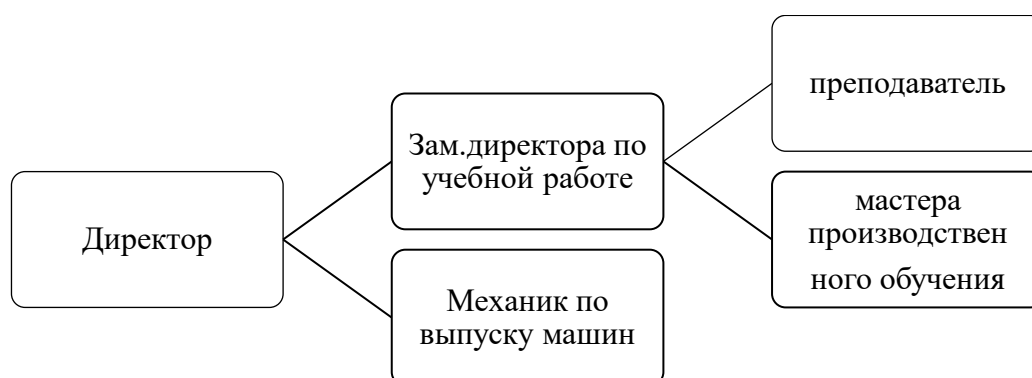 Директор
Зам.директора по
учебной работе
Механик по
выпуску машин
преподаватель
мастера
производствен
ного обучения